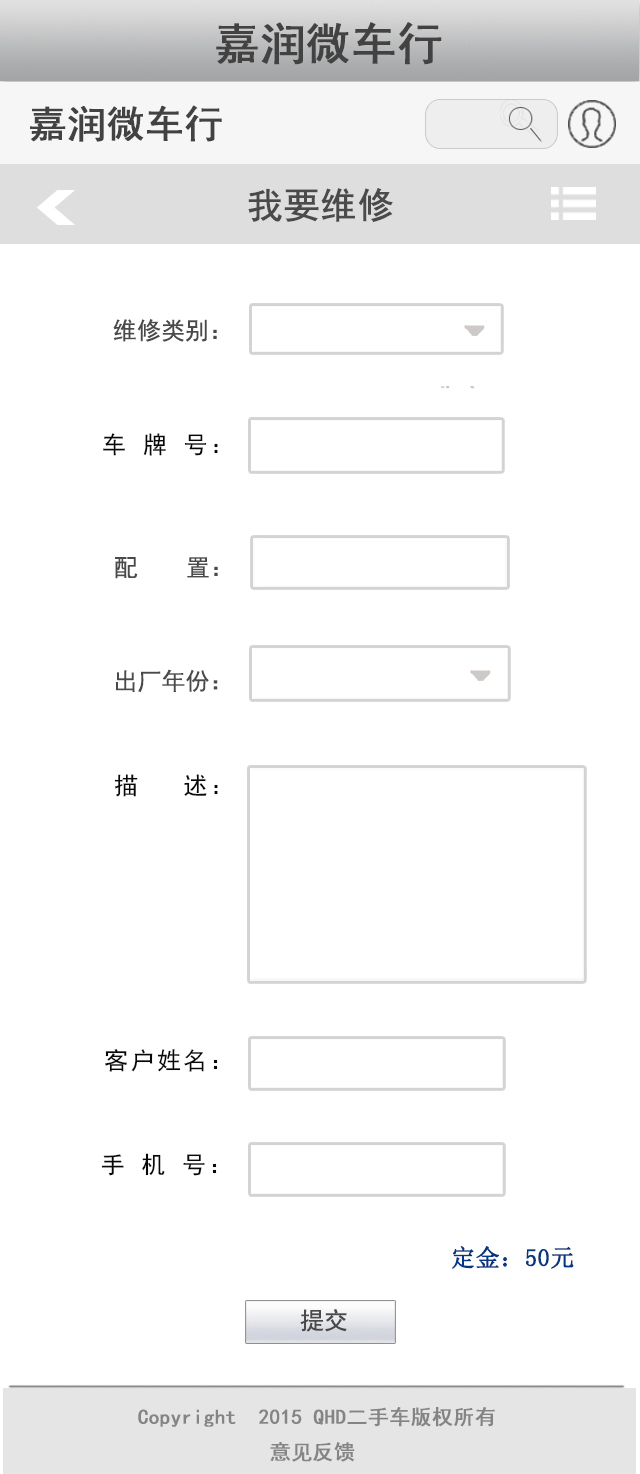 嘉润微车行
嘉润微车行
我要维修
维修类别：
车 牌 号：
配 置：
出厂年份：
描 述：
客户姓名：
手 机 号：
定金：50元
提交
Copyright 2015 QHD二手车版权所有
意见反馈